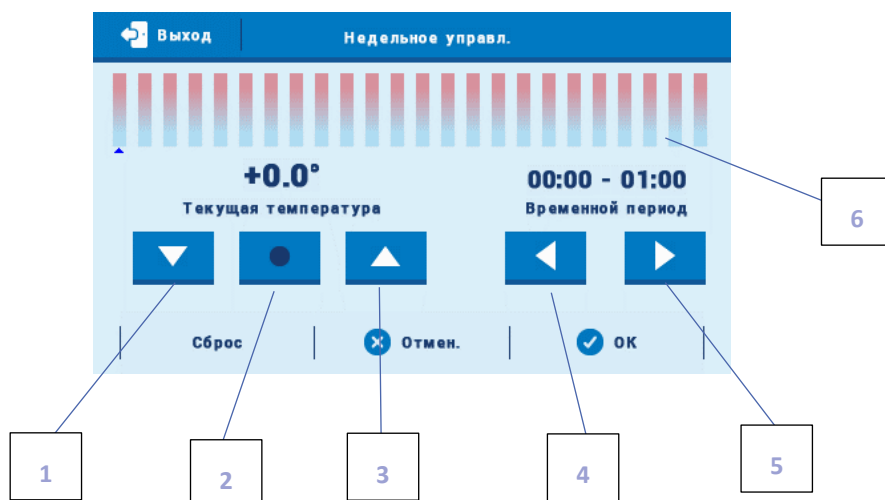 Выход
Недельное управл.
+0.0°
00:00 - 01:00
Текущая температура
Временной период
6
Сброс
Отмен.
ОК
1
2
3
4
5